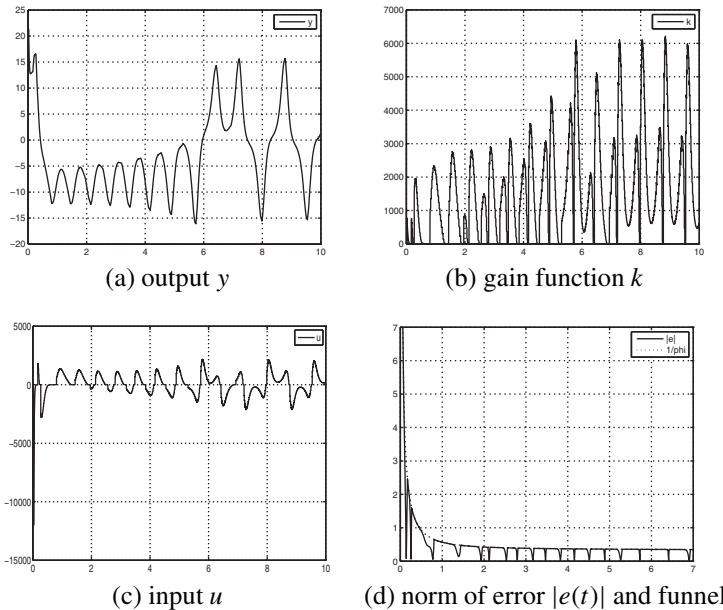 25
20
15
10
5
0
−5
−10
−15
−20
0 2 4 6 8 10
y
(a) output y
7000
6000
5000
4000
3000
2000
1000
0
0 2 4 6 8 10
k
(b) gain function k
5000
0
−5000
−10000
−15000
0 2 4 6 8 10
u
(c) input u
7
6
5
4
3
2
1
0
0 1 2 3 4 5 6 7
|e|
1/phi
(d) norm of error |e(t)| and funnel